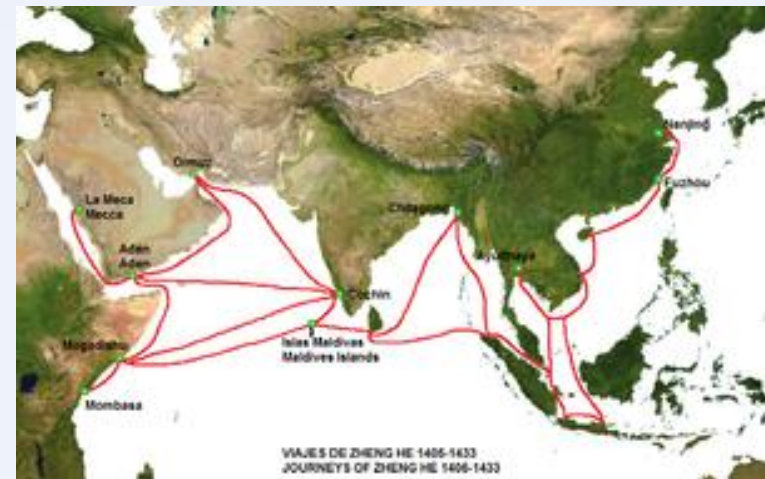 Nanjing
Ormuz
Fuzhou
La Meca
Mecca
Chittagong
Adén
Aden
Ayutthaya
Cochin
Mogadishu
Islas Maldivas
Maldives Islands
Mombasa
VIAJES DE ZHENG HE 1405-1433
JOURNEYS OF ZHENG HE 1405-1433